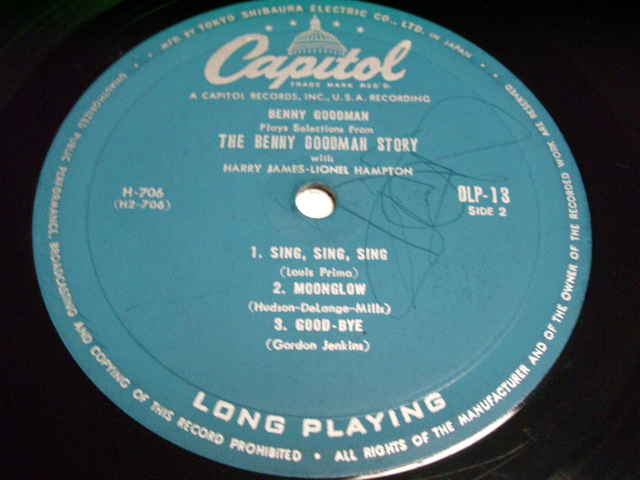 MFD. BY TOKYO SHIBAURA ELECTRIC CO., LTD. IN JAPAN
Capitol
TRADE MARK REG'D.
A CAPITOL RECORDS, INC., U.S.A. RECORDING
BENNY GOODMAN
Plays Selections From
THE BENNY GOODMAN STORY
with
HARRY JAMES-LIONEL HAMPTON
H-706
(H2-706)
OLP-13
SIDE 2
1. SING, SING, SING
(Louis Prima)
2. MOONGLOW
(Hudson-DeLange-Mills)
3. GOOD-BYE
(Gordon Jenkins)
LONG PLAYING
UNAUTHORIZED PUBLIC PERFORMANCE, BROADCASTING AND COPYING OF THIS RECORD PROHIBITED • ALL RIGHTS OF THE MANUFACTURER AND OF THE OWNER OF THE RECORDED WORK ARE RESERVED